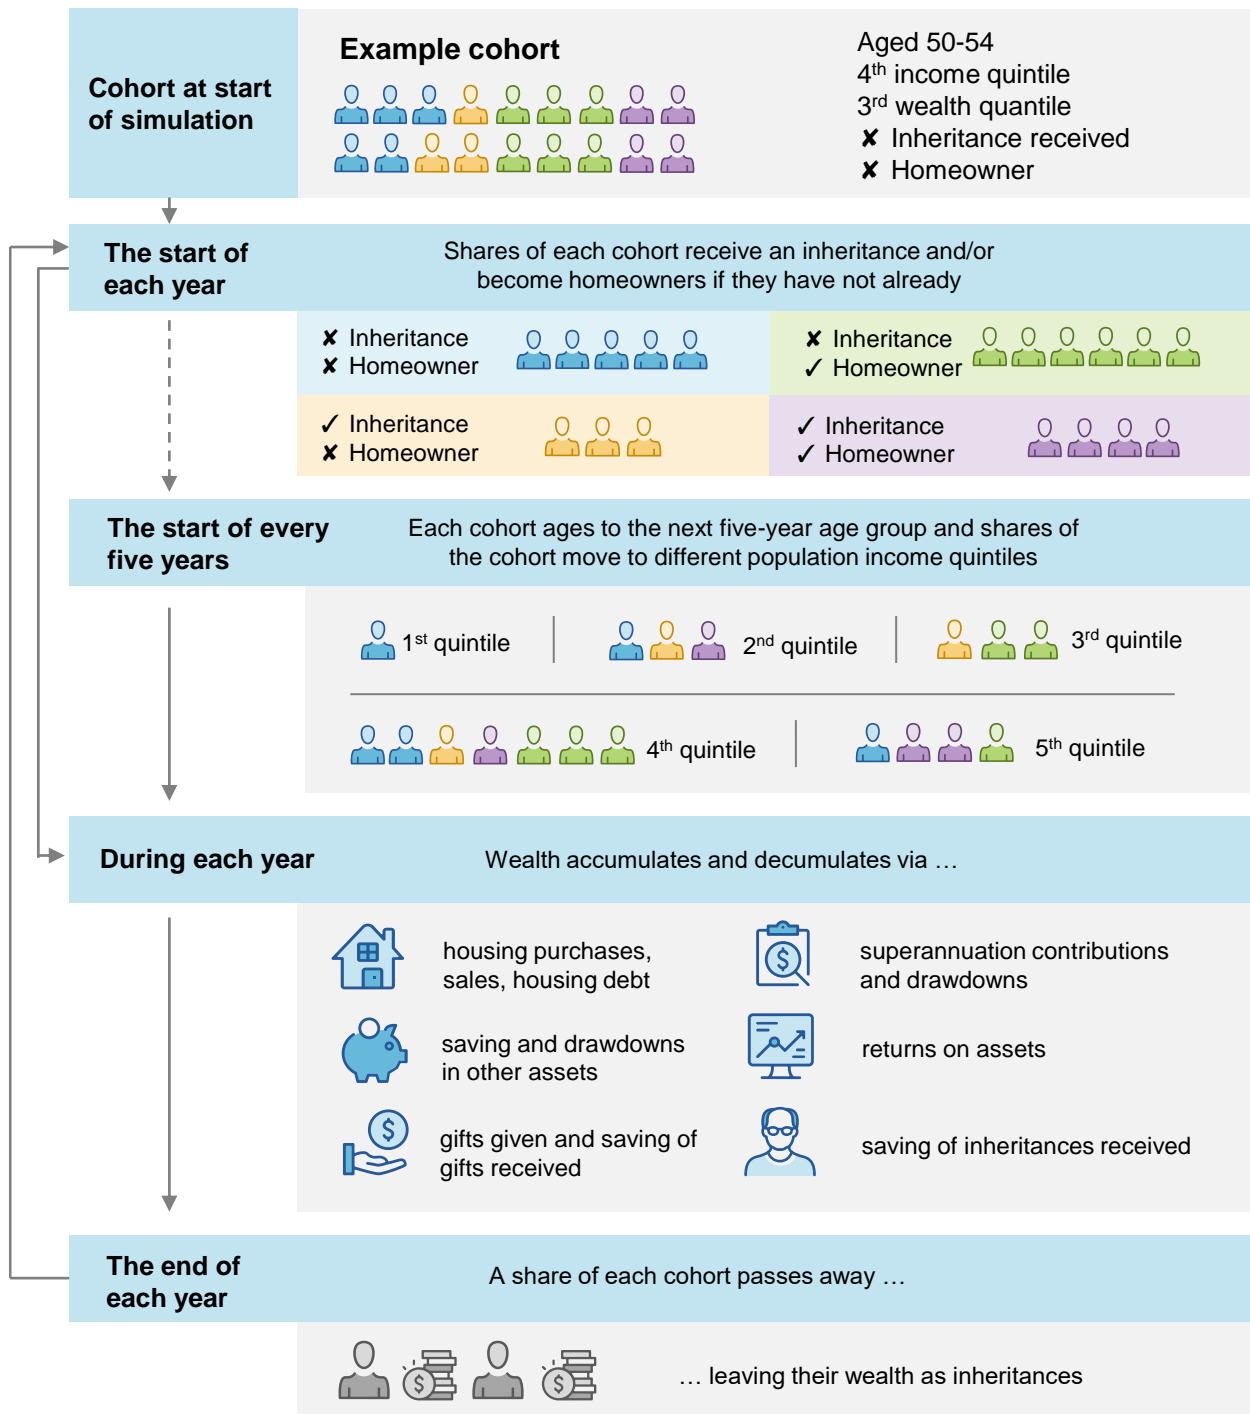 Cohort at start
of simulation
Example cohort
Aged 50-54
4th income quintile
3rd wealth quantile
✘ Inheritance received
✘ Homeowner
The start of
each year
Shares of each cohort receive an inheritance and/or
become homeowners if they have not already
✘ Inheritance
✘ Homeowner
✘ Inheritance
✓ Homeowner
✓ Inheritance
✘ Homeowner
✓ Inheritance
✓ Homeowner
The start of every
five years
Each cohort ages to the next five-year age group and shares of
the cohort move to different population income quintiles
1st quintile
2nd quintile
3rd quintile
4th quintile
5th quintile
During each year
Wealth accumulates and decumulates via …
housing purchases,
sales, housing debt
$
superannuation contributions
and drawdowns
saving and drawdowns
in other assets
returns on assets
$
gifts given and saving of
gifts received
saving of inheritances received
The end of
each year
A share of each cohort passes away …
$
$
… leaving their wealth as inheritances